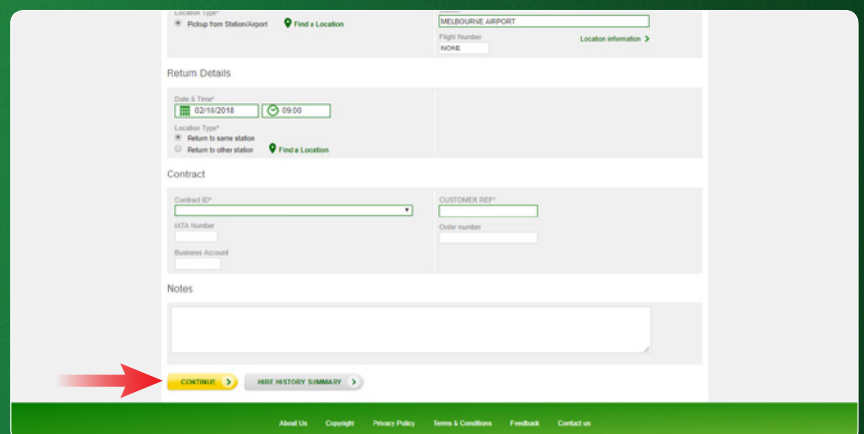 Location Type*
Pickup from Station/Airport Find a Location
MELBOURNE AIRPORT
Flight Number
NONE
Location information
Return Details
Date & Time*
02/18/2018 09:00
Location Type*
Return to same station
Return to other station Find a Location
Contract
Contract ID*
CUSTOMER REF*
IATA Number
Order number
Business Account
Notes
CONTINUE HIRE HISTORY SUMMARY
About Us Copyright Privacy Policy Terms & Conditions Feedback Contact us